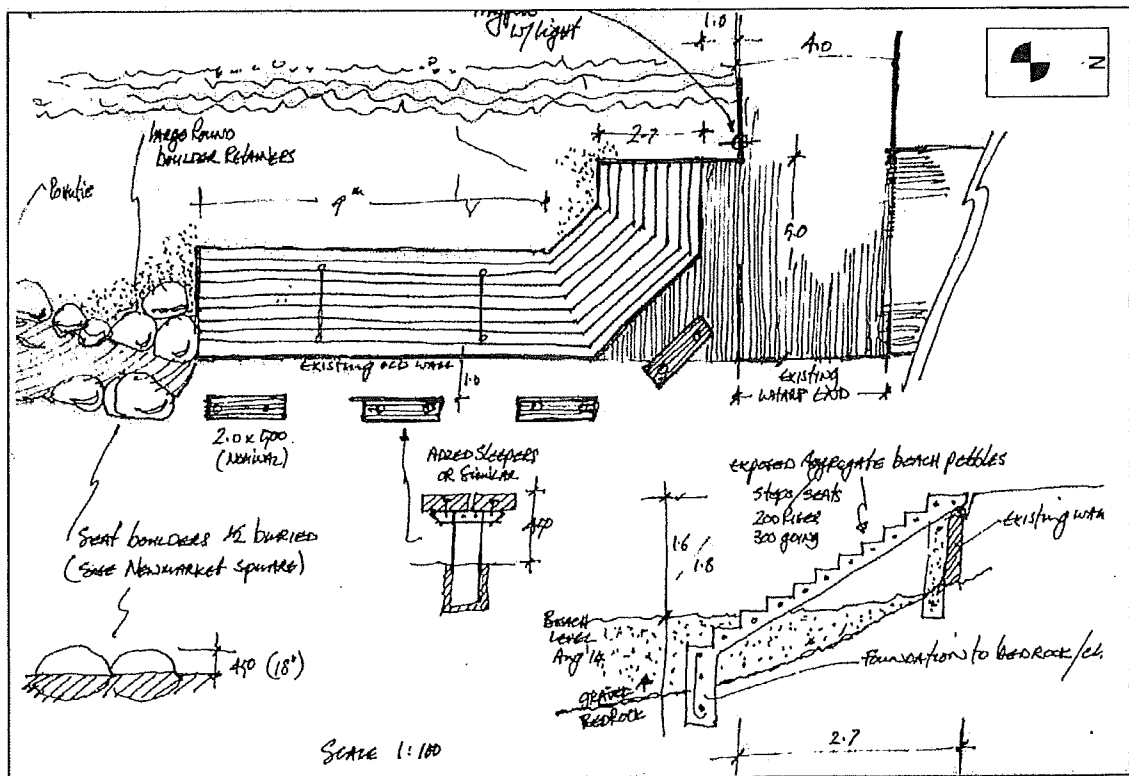 W/Light
1.0
4.0
N
Large Round
Boulder Retainers
2.7
9m
5.0
Existing old wall
1.0
Existing
Wharf End
2.0 x 500
(Nominal)
Adzed Sleepers
or Similar
450
Exposed Aggregate beach pebbles
Steps/Seats
200 riser
300 going
Existing wall
1.6/1.8
Seat boulders ½ buried
(See Newmarket Square)
Beach
Level
Aug 14
Foundation to bedrock/
450 (18")
Gravel
Bedrock
2.7
Scale 1:100